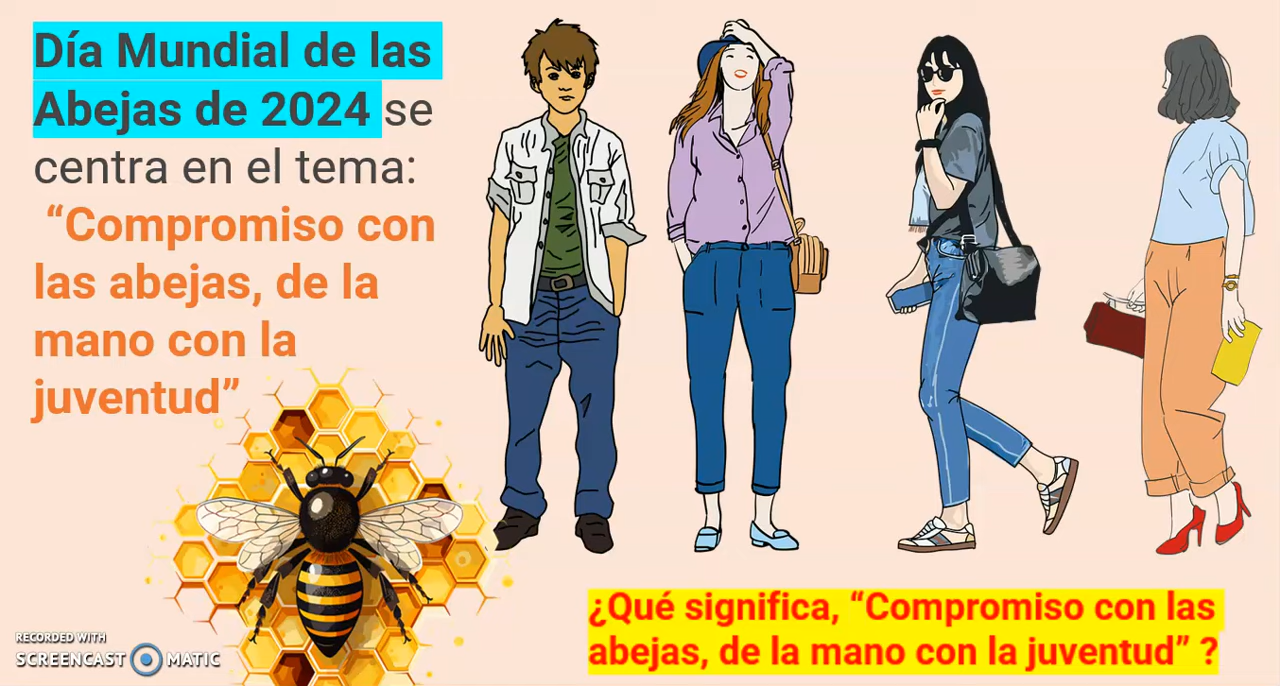 Día Mundial de las
Abejas de 2024 se
centra en el tema:
“Compromiso con
las abejas, de la
mano con la
juventud”
¿Qué significa, “Compromiso con las
abejas, de la mano con la juventud” ?
RECORDED WITH
SCREENCAST MATIC